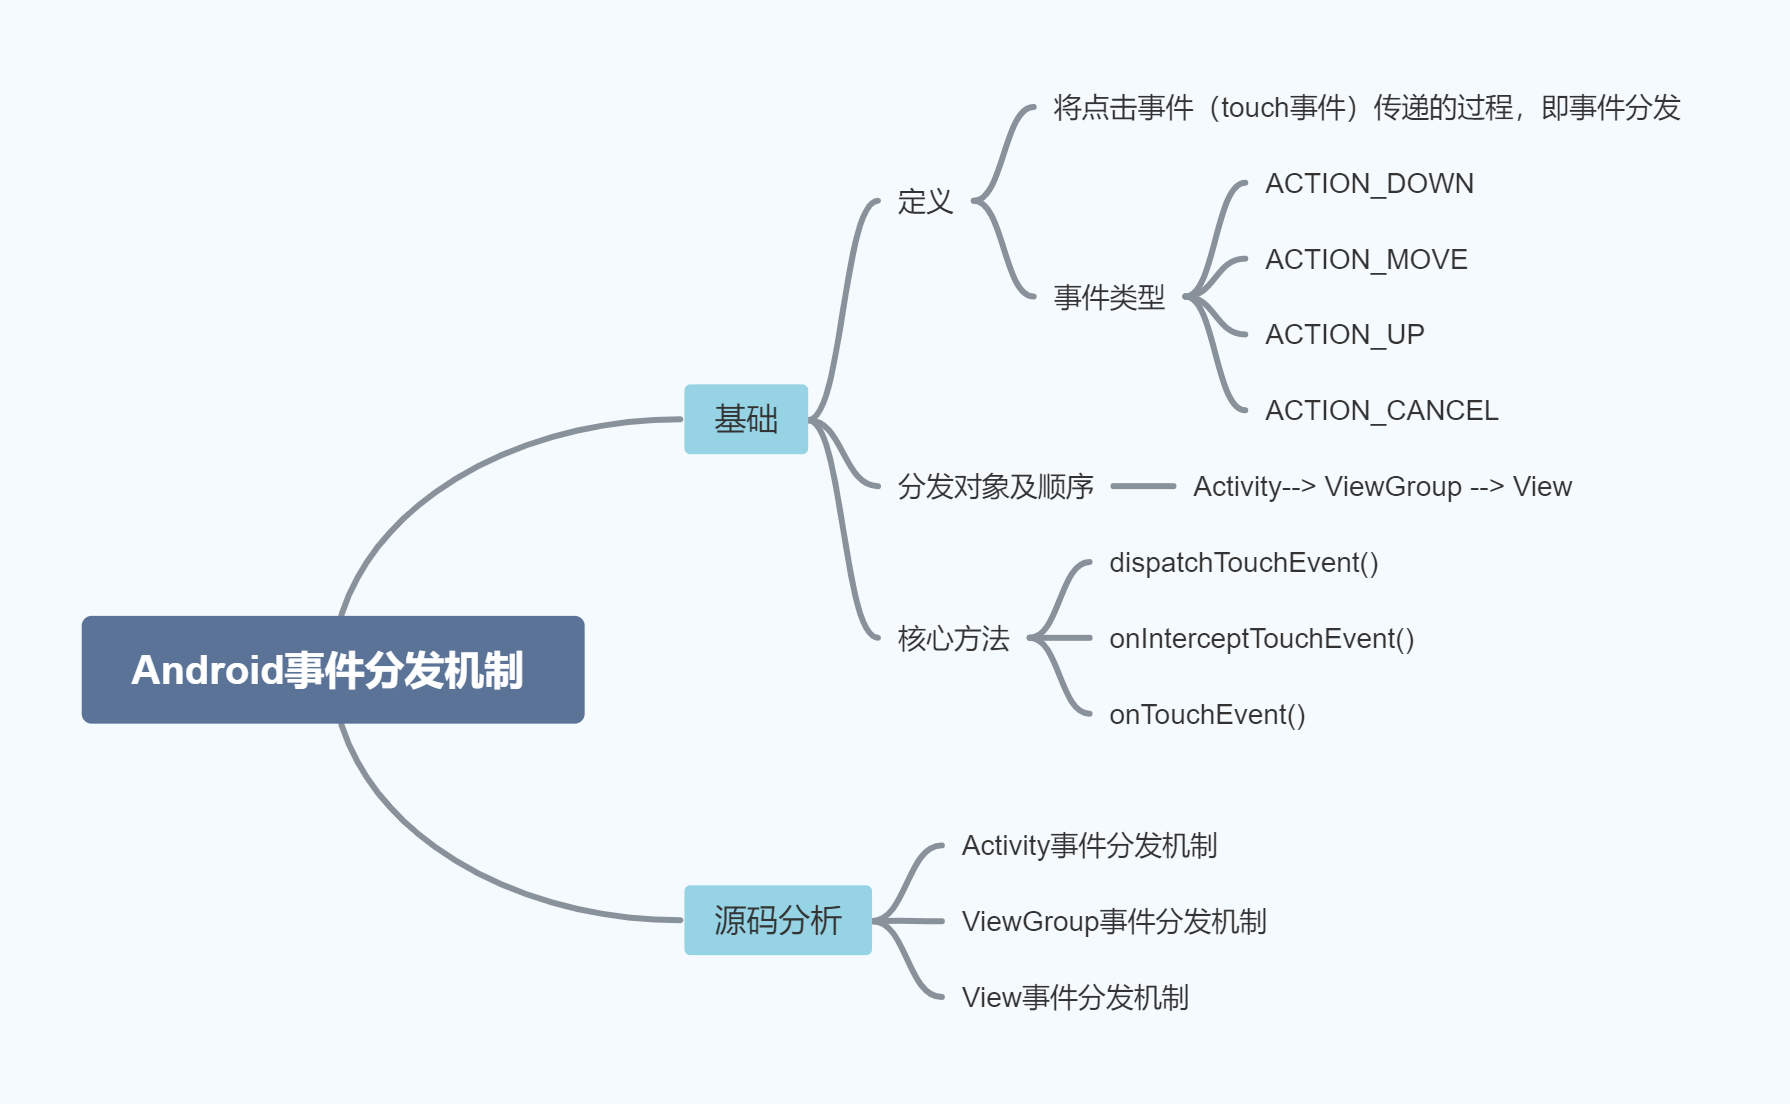 Android事件分发机制
基础
定义
将点击事件（touch事件）传递的过程，即事件分发
事件类型
ACTION_DOWN
ACTION_MOVE
ACTION_UP
ACTION_CANCEL
分发对象及顺序
Activity--> ViewGroup --> View
核心方法
dispatchTouchEvent()
onInterceptTouchEvent()
onTouchEvent()
源码分析
Activity事件分发机制
ViewGroup事件分发机制
View事件分发机制